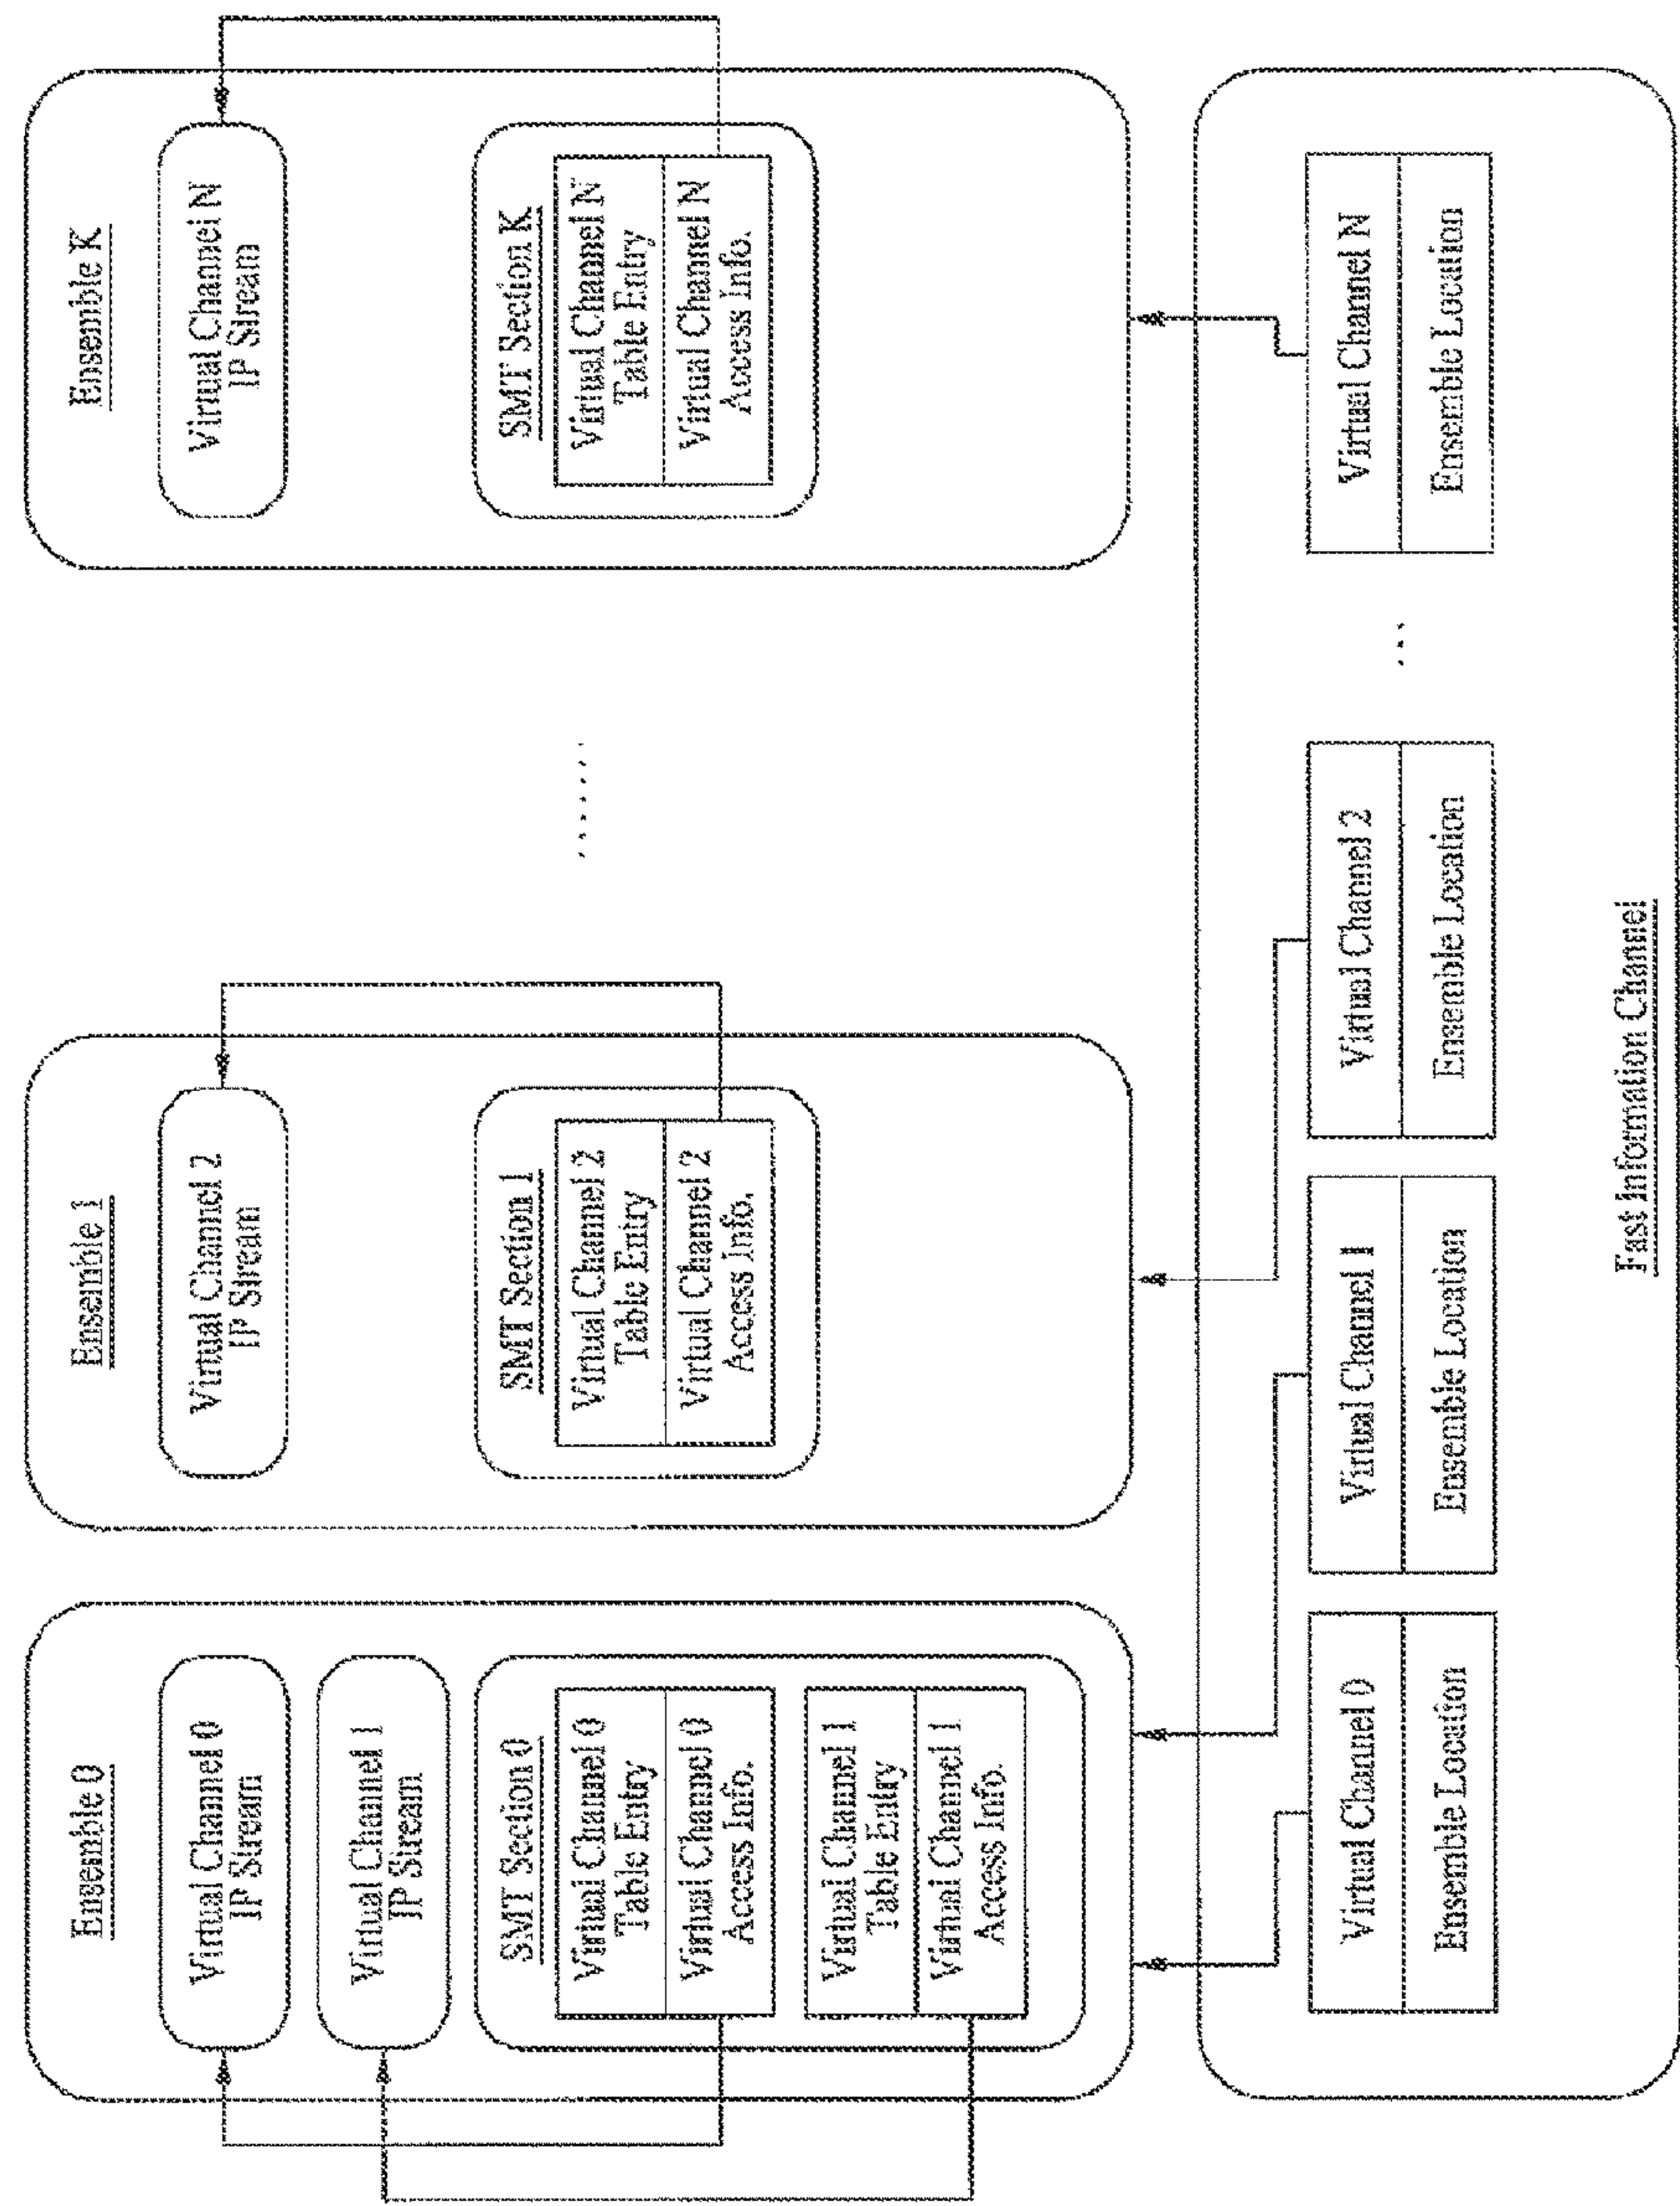 Ensemble 0
Virtual Channel 0
IP Stream
Virtual Channel 1
IP Stream
SMT Section 0
Virtual Channel 0
Table Entry
Virtual Channel 0
Access Info.
Virtual Channel 1
Table Entry
Virtual Channel 1
Access Info.
Ensemble 1
Virtual Channel 2
IP Stream
SMT Section 1
Virtual Channel 2
Table Entry
Virtual Channel 2
Access Info.
......
Ensemble K
Virtual Channel N
IP Stream
SMT Section K
Virtual Channel N
Table Entry
Virtual Channel N
Access Info.
Virtual Channel 0
Ensemble Location
Virtual Channel 1
Ensemble Location
Virtual Channel 2
Ensemble Location
...
Virtual Channel N
Ensemble Location
Fast Information Channel